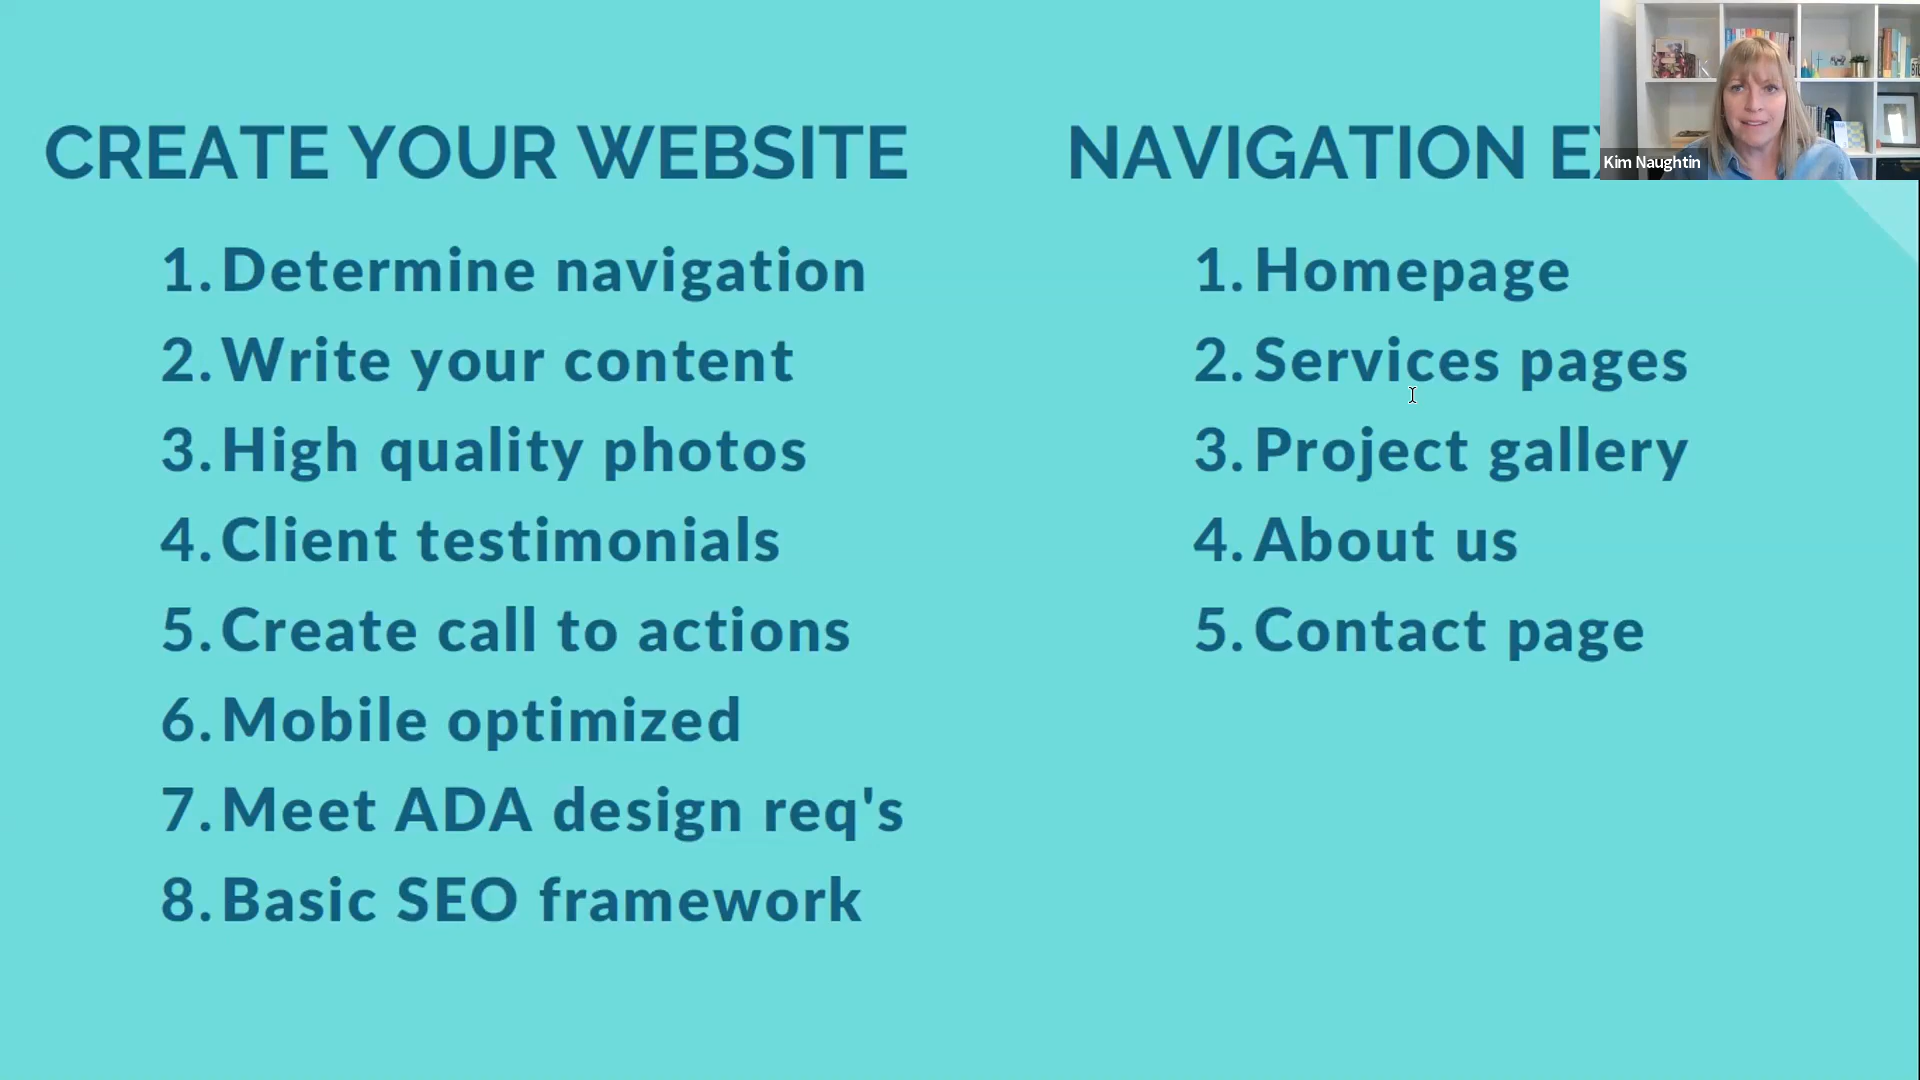 CREATE YOUR WEBSITE
1. Determine navigation
2. Write your content
3. High quality photos
4. Client testimonials
5. Create call to actions
6. Mobile optimized
7. Meet ADA design req's
8. Basic SEO framework
NAVIGATION
1. Homepage
2. Services pages
3. Project gallery
4. About us
5. Contact page
Kim Naughtin